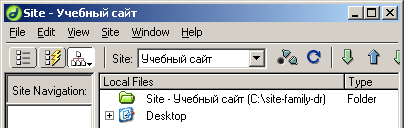 Site - Учебный сайт
File Edit View Site Window Help
Site: Учебный сайт
Site Navigation:
Local Files Type
Site - Учебный сайт (C:\site-family-dr) Folder
Desktop